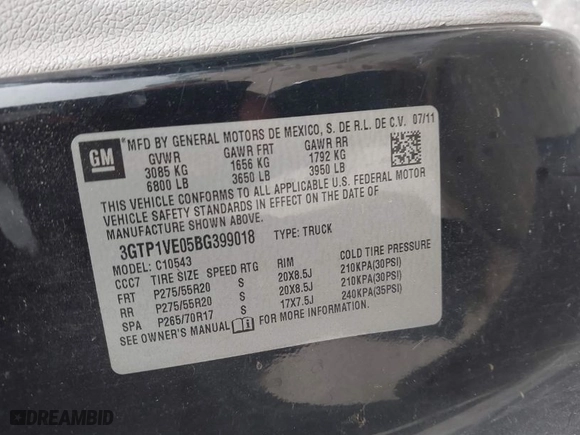 GM
MFD BY GENERAL MOTORS DE MEXICO, S. DE R.L. DE C.V. 07/11
GVWR GAWR FRT GAWR RR
3085 KG 1656 KG 1792 KG
6800 LB 3650 LB 3950 LB
THIS VEHICLE CONFORMS TO ALL APPLICABLE U.S. FEDERAL MOTOR
VEHICLE SAFETY STANDARDS IN EFFECT ON THE DATE OF
MANUFACTURE SHOWN ABOVE.
3GTP1VE05BG399018 TYPE: TRUCK
MODEL: C10543
CCC7 TIRE SIZE SPEED RTG RIM COLD TIRE PRESSURE
FRT P275/55R20 S 20X8.5J 210KPA(30PSI)
RR P275/55R20 S 20X8.5J 210KPA(30PSI)
SPA P265/70R17 S 17X7.5J 240KPA(35PSI)
SEE OWNER'S MANUAL FOR MORE INFORMATION.
DREAMBID